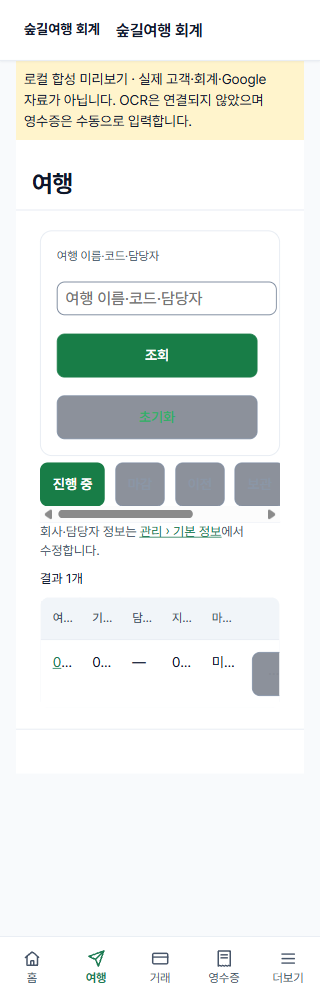 숲길여행 회계 숲길여행 회계
로컬 합성 미리보기 · 실제 고객·회계·Google
자료가 아닙니다. OCR은 연결되지 않았으며
영수증은 수동으로 입력합니다.
여행
여행 이름·코드·담당자
여행 이름·코드·담당자
조회
초기화
진행 중
회사·담당자 정보는 관리 › 기본 정보에서
수정합니다.
결과 1개
여... 기... 담... 지... 마...
0... 0... — 0... 미...
홈 여행 거래 영수증 더보기